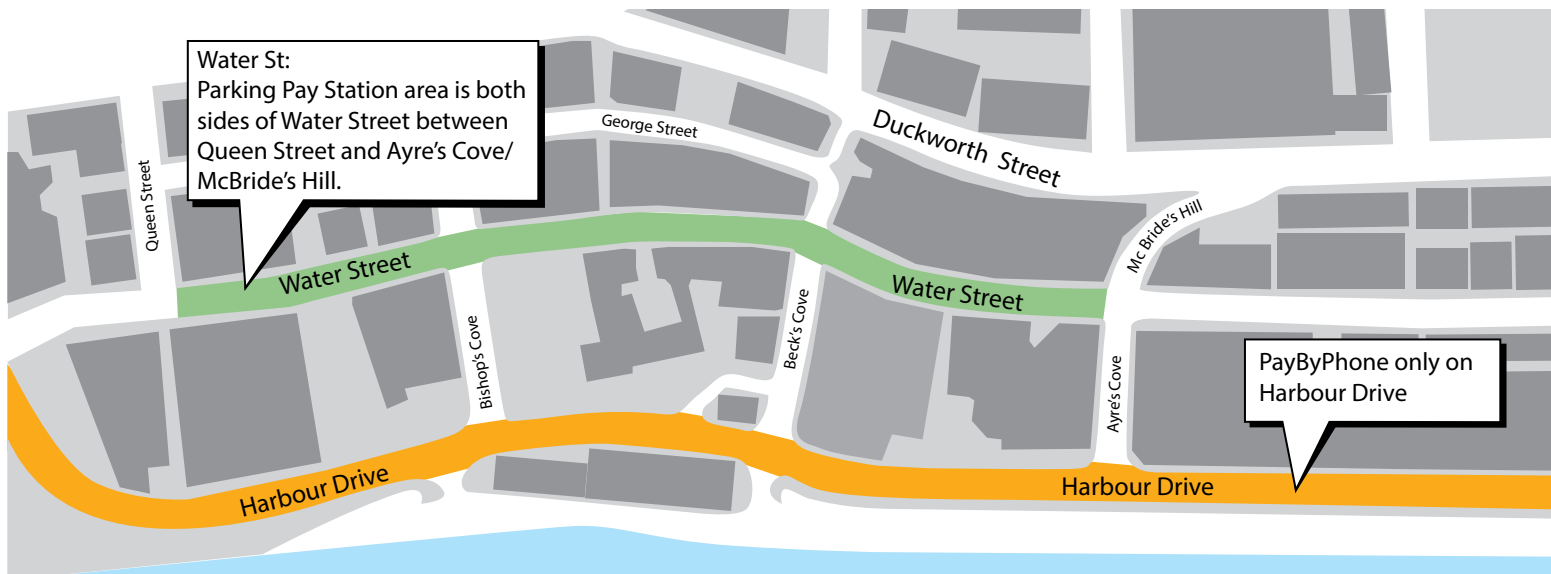 Water St:
Parking Pay Station area is both
sides of Water Street between
Queen Street and Ayre's Cove/
McBride's Hill.
George Street
Duckworth Street
Queen Street
Mc Bride's Hill
Water Street
Water Street
Bishop's Cove
Beck's Cove
Ayre's Cove
PayByPhone only on
Harbour Drive
Harbour Drive
Harbour Drive